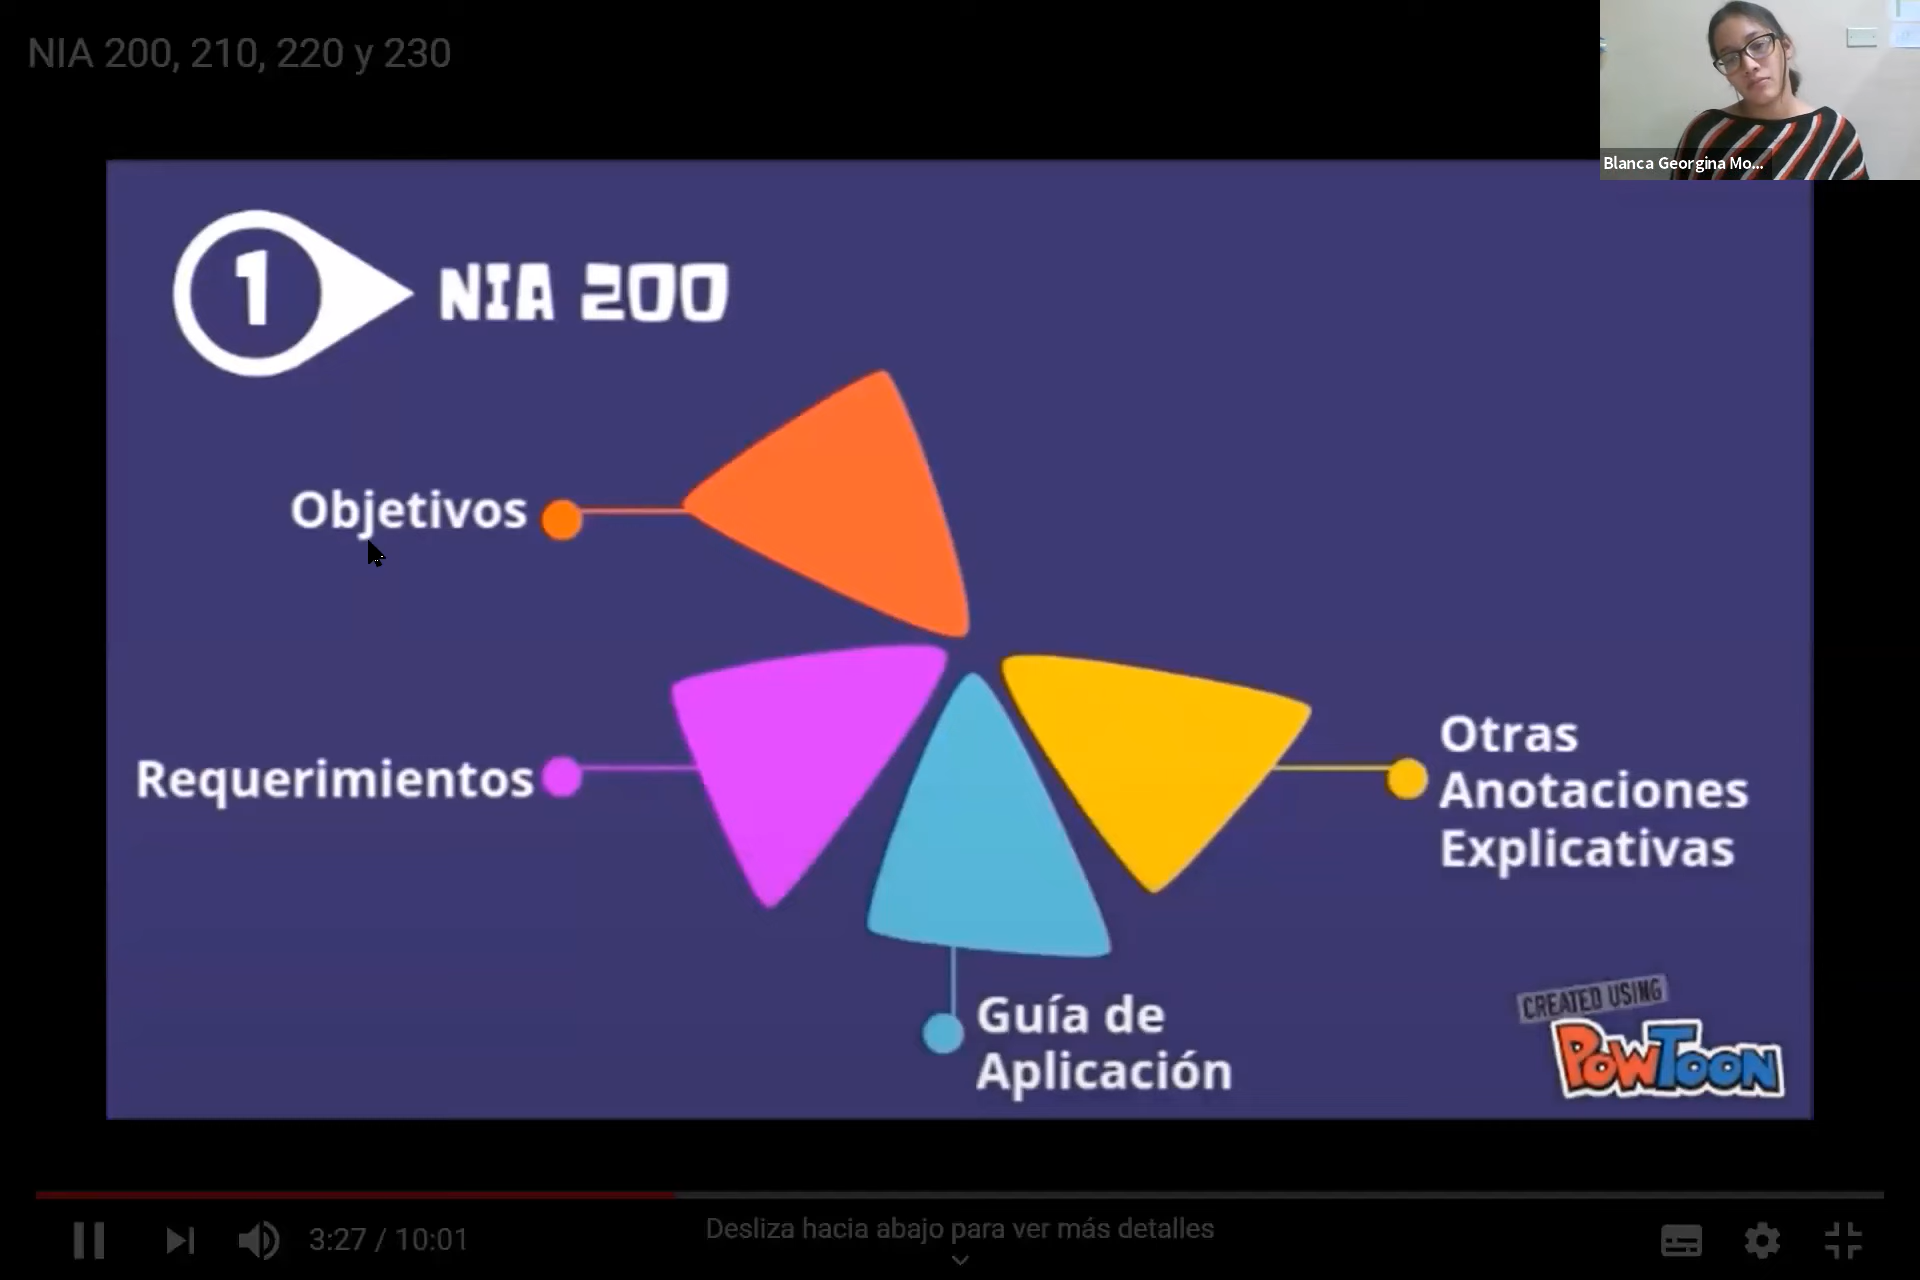 NIA 200, 210, 220 y 230
Blanca Georgina Mo...
1
NIA 200
Objetivos
Requerimientos
Otras
Anotaciones
Explicativas
Guía de
Aplicación
CREATED USING
POWTOON
3:27 / 10:01
Desliza hacia abajo para ver más detalles